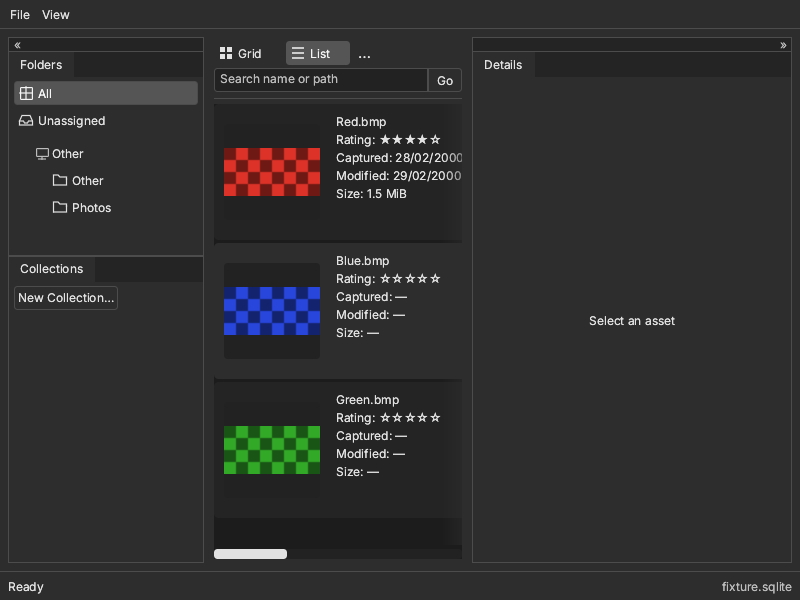 File View
«
Folders
All
Unassigned
Other
Other
Photos
Collections
New Collection...
Grid List ...
Search name or path Go
Red.bmp
Rating: ★★★★☆
Captured: 28/02/2000
Modified: 29/02/2000
Size: 1.5 MiB
Blue.bmp
Rating: ☆☆☆☆☆
Captured: —
Modified: —
Size: —
Green.bmp
Rating: ☆☆☆☆☆
Captured: —
Modified: —
Size: —
»
Details
Select an asset
Ready
fixture.sqlite